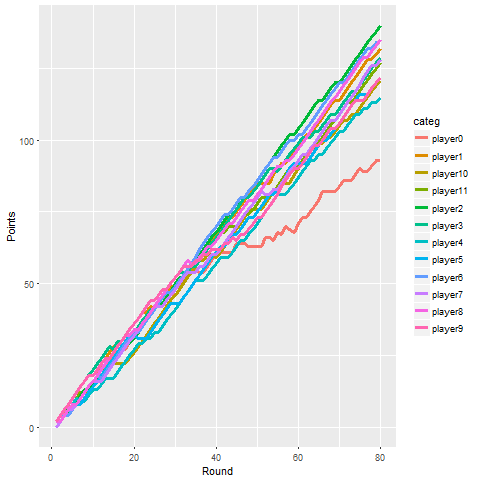 100
50
0
Points
0
20
40
60
80
Round
categ
player0
player1
player10
player11
player2
player3
player4
player5
player6
player7
player8
player9